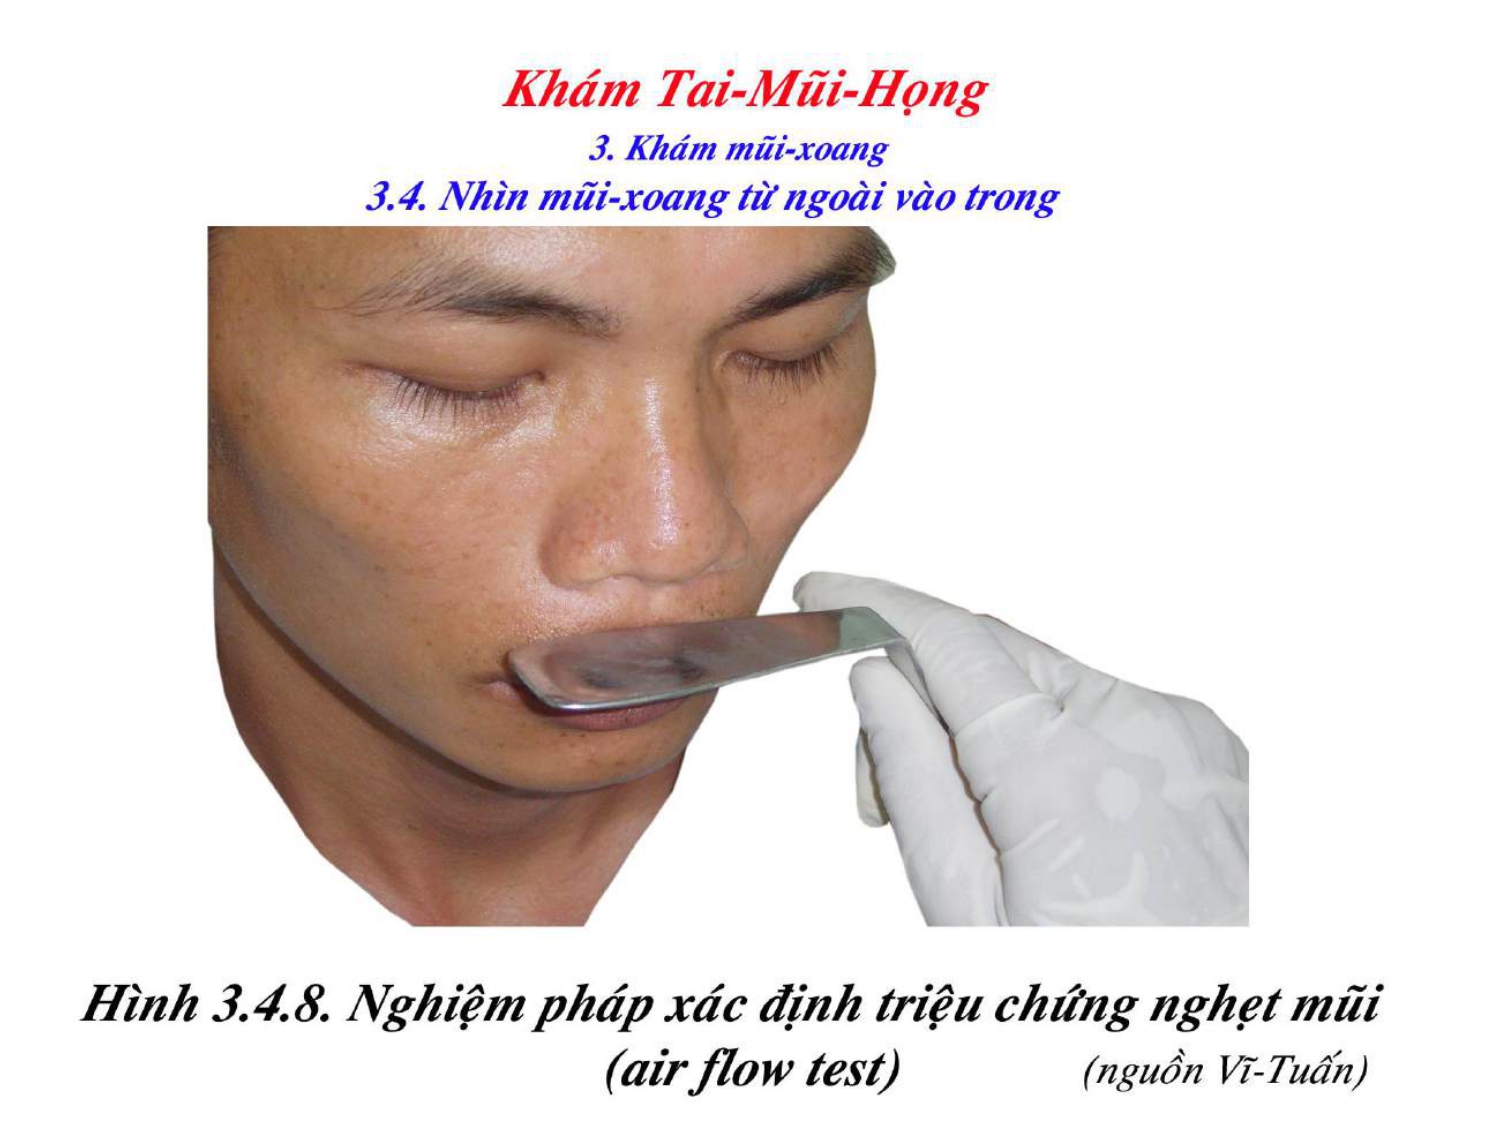 Khám Tai-Mũi-Họng
3. Khám mũi-xoang
3.4. Nhìn mũi-xoang từ ngoài vào trong
Hình 3.4.8. Nghiệm pháp xác định triệu chứng nghẹt mũi
(air flow test) (nguồn Vĩ-Tuấn)